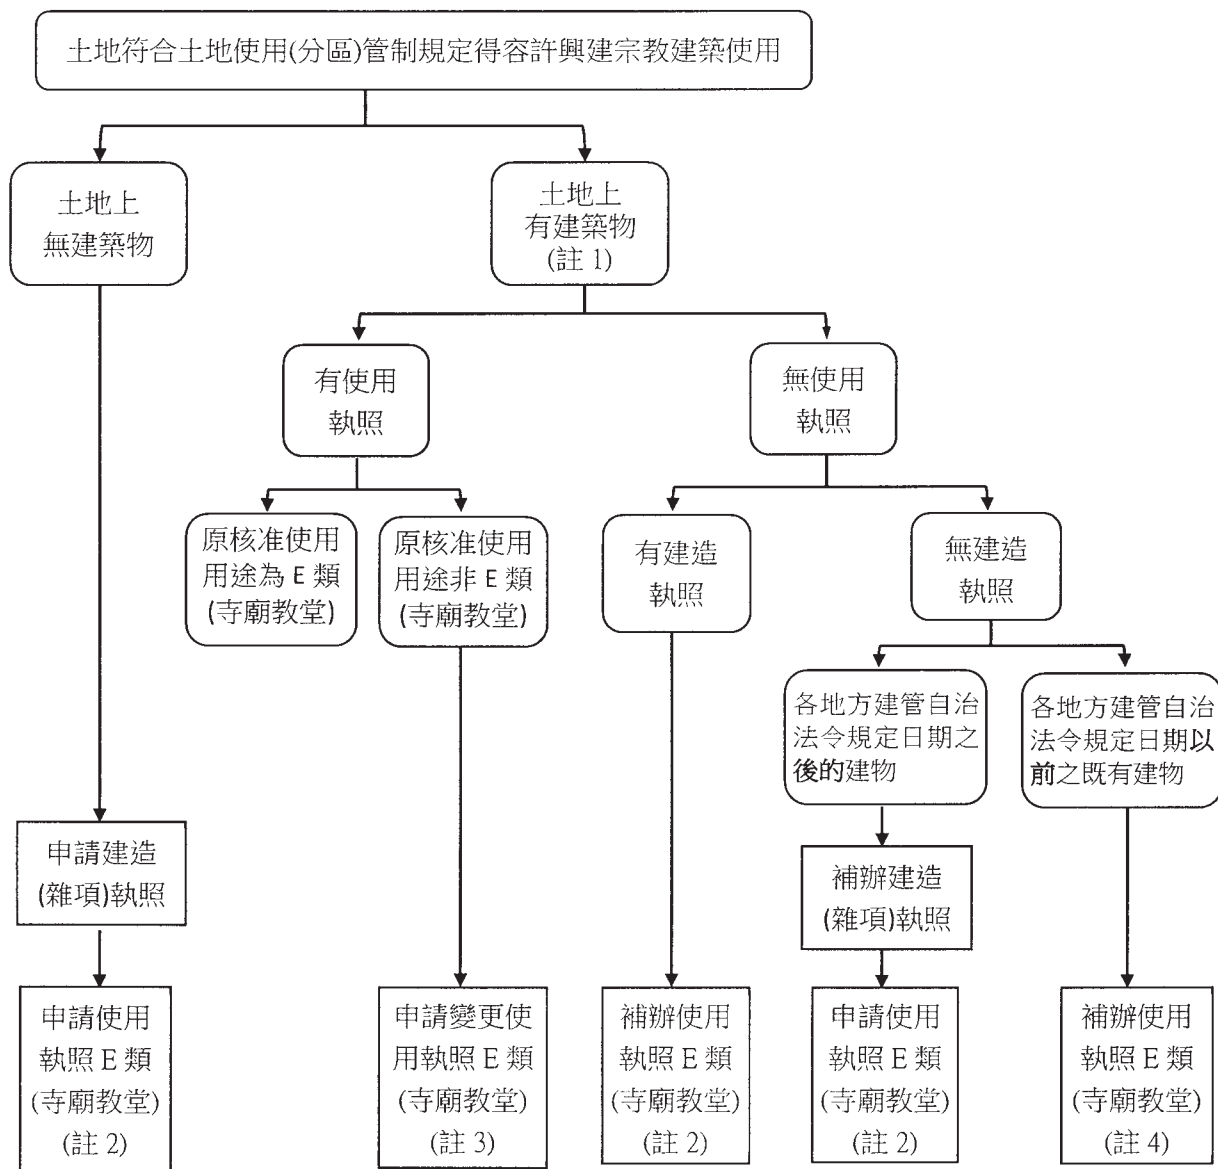 土地符合土地使用(分區)管制規定得容許興建宗教建築使用
土地上
無建築物
土地上
有建築物
(註 1)
有使用
執照
無使用
執照
原核准使用
用途為 E 類
(寺廟教堂)
原核准使用
用途非 E 類
(寺廟教堂)
有建造
執照
無建造
執照
各地方建管自治
法令規定日期之
後的建物
各地方建管自治
法令規定日期以
前之既有建物
申請建造
(雜項)執照
補辦建造
(雜項)執照
申請使用
執照 E 類
(寺廟教堂)
(註 2)
申請變更使
用執照 E 類
(寺廟教堂)
(註 3)
補辦使用
執照 E 類
(寺廟教堂)
(註 2)
申請使用
執照 E 類
(寺廟教堂)
(註 2)
補辦使用
執照 E 類
(寺廟教堂)
(註 4)